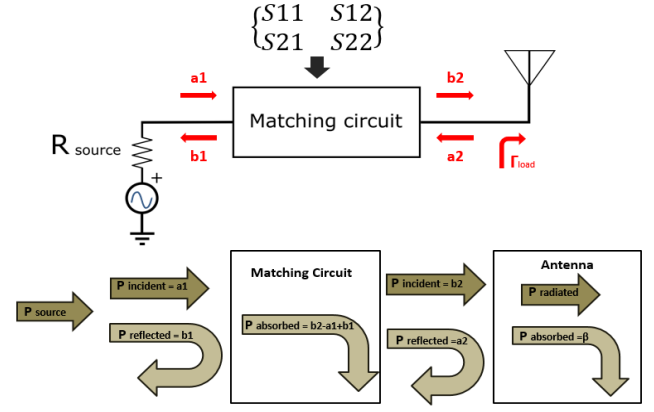 {S11 S12
S21 S22}
a1
b2
Matching circuit
R source
b1
a2
Γload
+
Matching Circuit
Antenna
P incident = a1
P incident = b2
P radiated
P source
P reflected = b1
P absorbed = b2-a1+b1
P reflected =a2
P absorbed =β